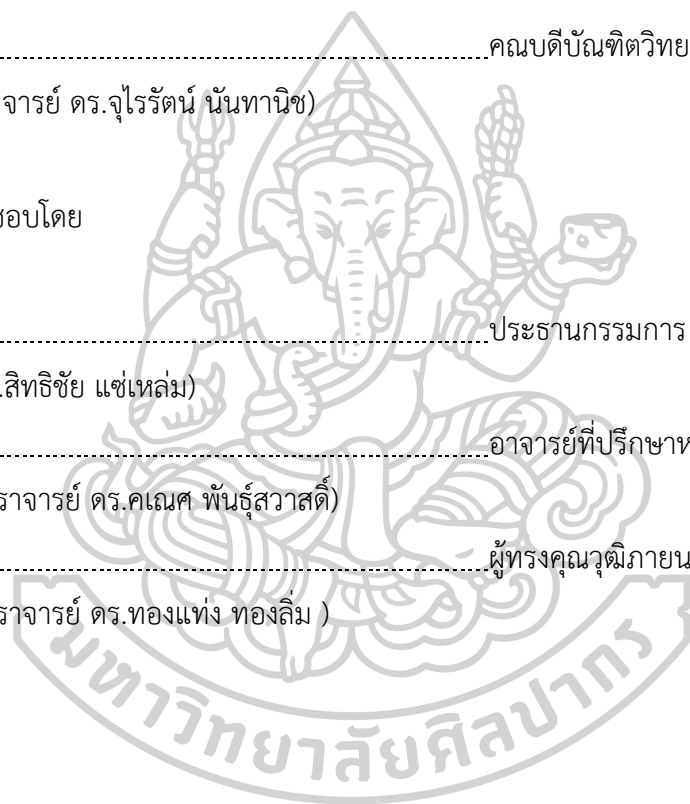 คณบดีบัณฑิตวิทย
จารย์ ดร.จุไรรัตน์ นันทานิช)
ชอบโดย
ประธานกรรมการ
.สิทธิชัย แซ่เหล่ม)
อาจารย์ที่ปรึกษาห
ราจารย์ ดร.คเณศ พันธุ์สวาสดิ์)
ผู้ทรงคุณวุฒิภายน
ราจารย์ ดร.ทองแท่ง ทองลิ่ม )
มหาวิทยาลัยศิลปากร